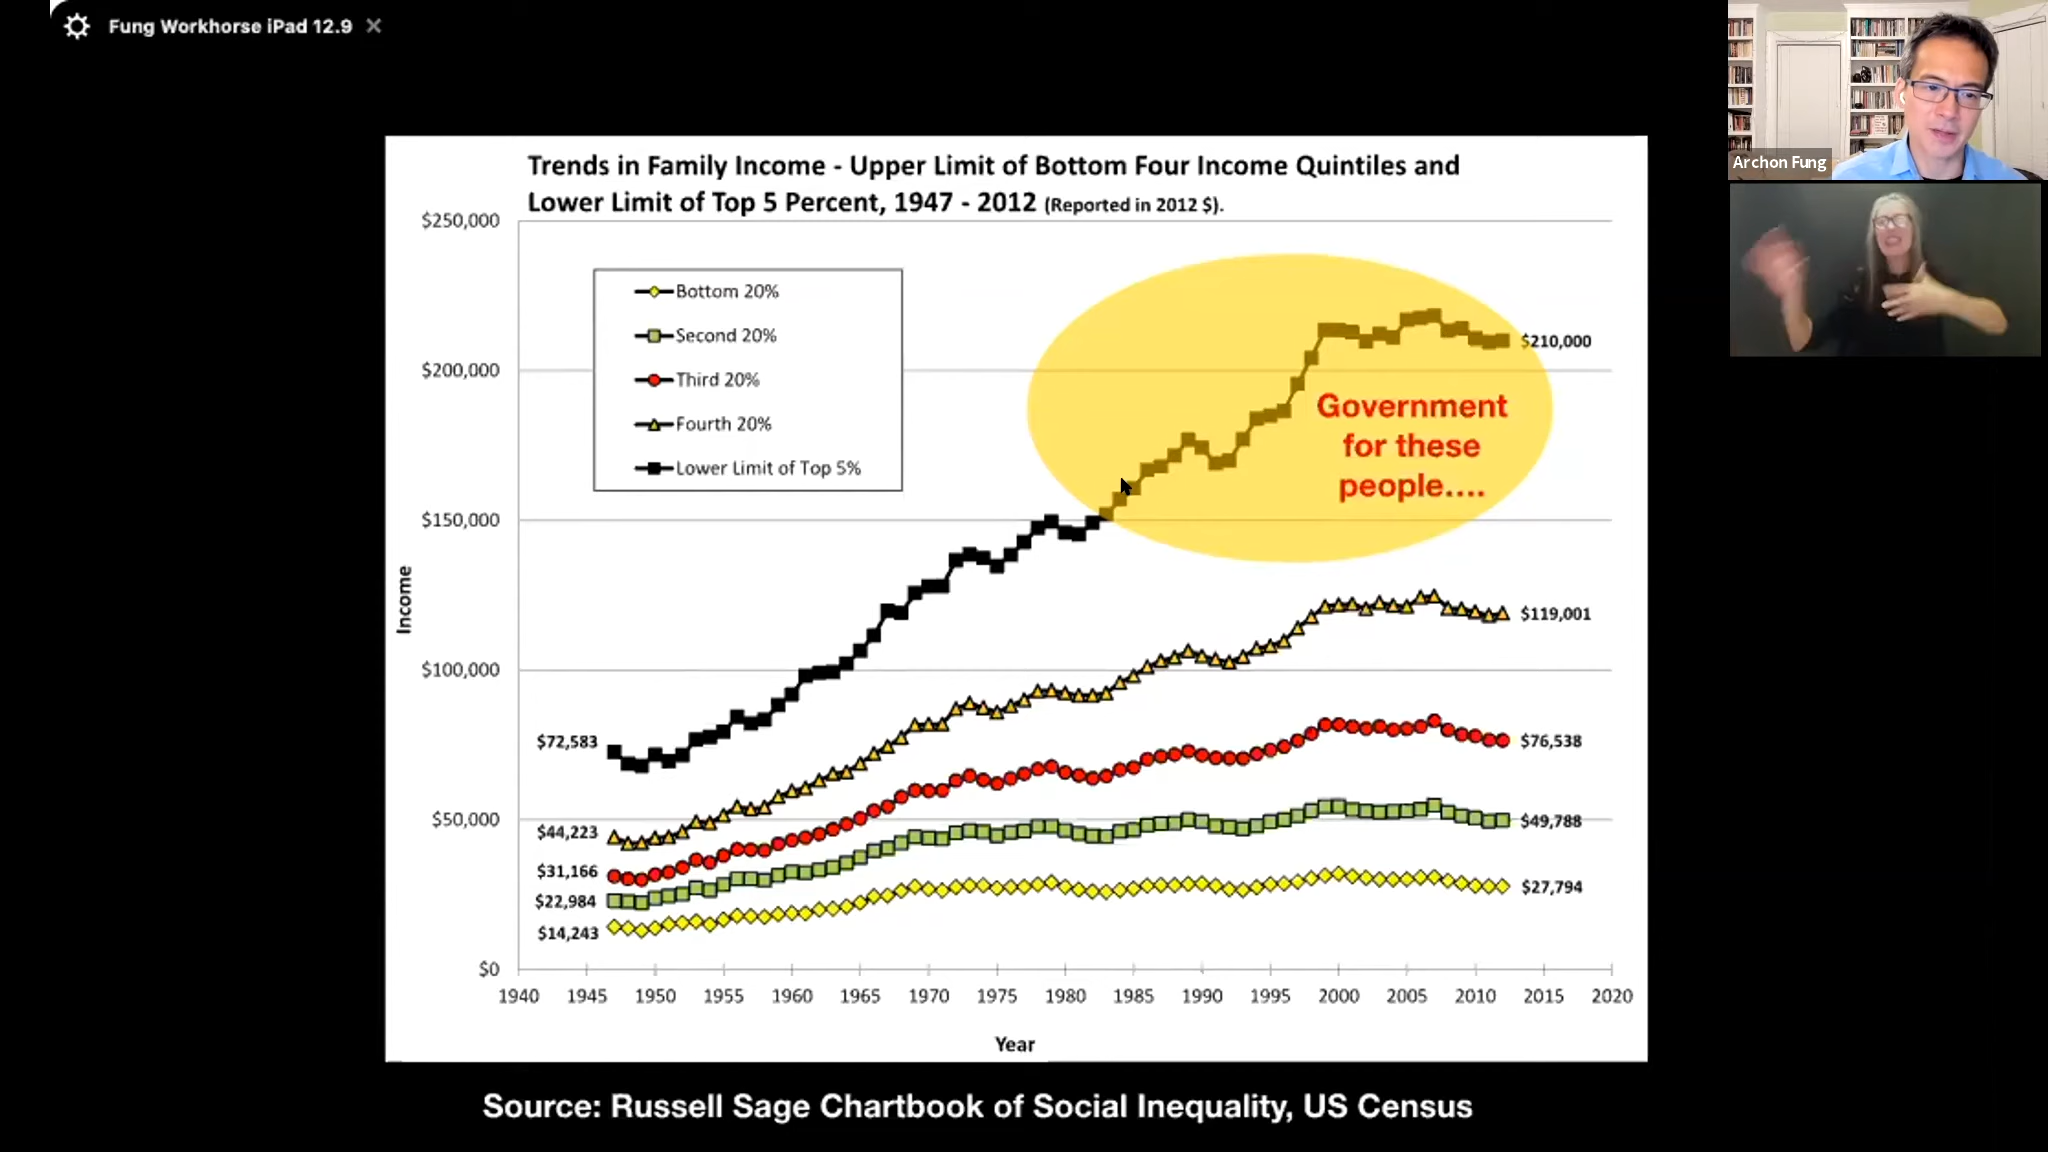 Fung Workhorse iPad 12.9
Archon Fung
Trends in Family Income - Upper Limit of Bottom Four Income Quintiles and
Lower Limit of Top 5 Percent, 1947 - 2012 (Reported in 2012 $).
$250,000
$200,000
$150,000
$100,000
$50,000
$0
Income
Bottom 20%
Second 20%
Third 20%
Fourth 20%
Lower Limit of Top 5%
Government
for these
people....
$72,583
$44,223
$31,166
$22,984
$14,243
$210,000
$119,001
$76,538
$49,788
$27,794
1940 1945 1950 1955 1960 1965 1970 1975 1980 1985 1990 1995 2000 2005 2010 2015 2020
Year
Source: Russell Sage Chartbook of Social Inequality, US Census